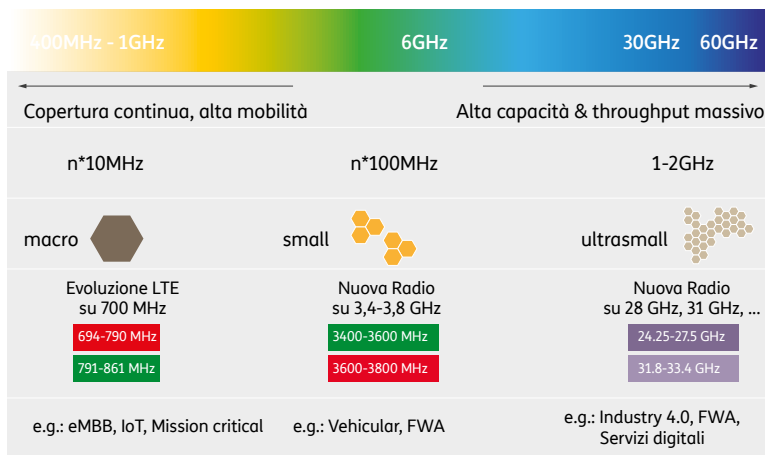 400MHz - 1GHz 6GHz 30GHz 60GHz
Copertura continua, alta mobilità Alta capacità & throughput massivo
n*10MHz n*100MHz 1-2GHz
macro small ultrasmall
Evoluzione LTE
su 700 MHz
694-790 MHz
791-861 MHz
Nuova Radio
su 3,4-3,8 GHz
3400-3600 MHz
3600-3800 MHz
Nuova Radio
su 28 GHz, 31 GHz, ...
24.25-27.5 GHz
31.8-33.4 GHz
e.g.: eMBB, IoT, Mission critical
e.g.: Vehicular, FWA
e.g.: Industry 4.0, FWA,
Servizi digitali